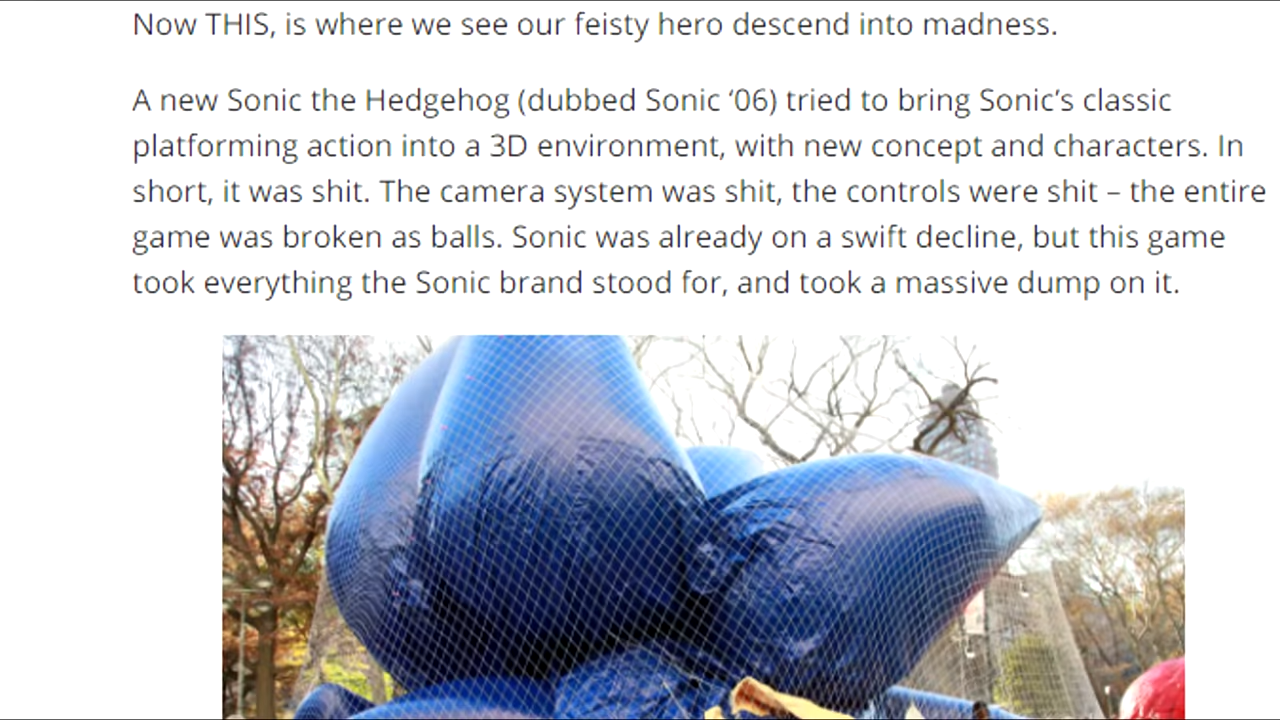 Now THIS, is where we see our feisty hero descend into madness.
A new Sonic the Hedgehog (dubbed Sonic ‘06) tried to bring Sonic’s classic
platforming action into a 3D environment, with new concept and characters. In
short, it was shit. The camera system was shit, the controls were shit – the entire
game was broken as balls. Sonic was already on a swift decline, but this game
took everything the Sonic brand stood for, and took a massive dump on it.